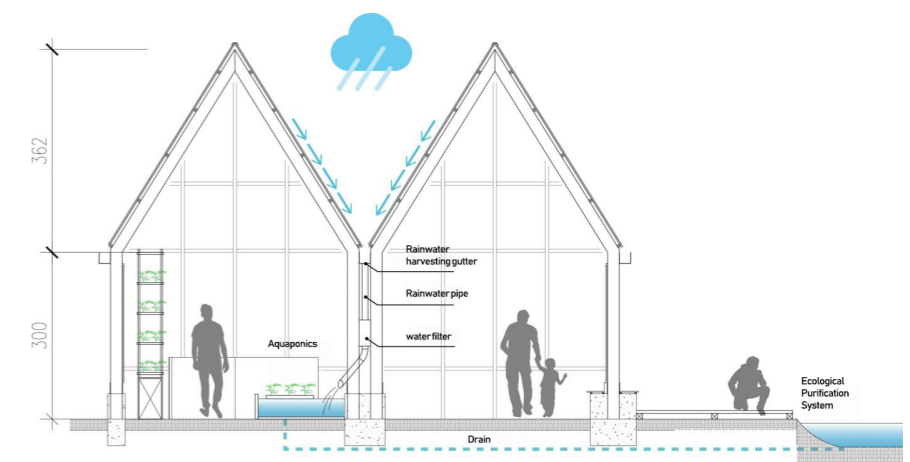 362
300
Rainwater
harvesting gutter
Rainwater pipe
water filter
Aquaponics
Ecological
Purification
System
Drain